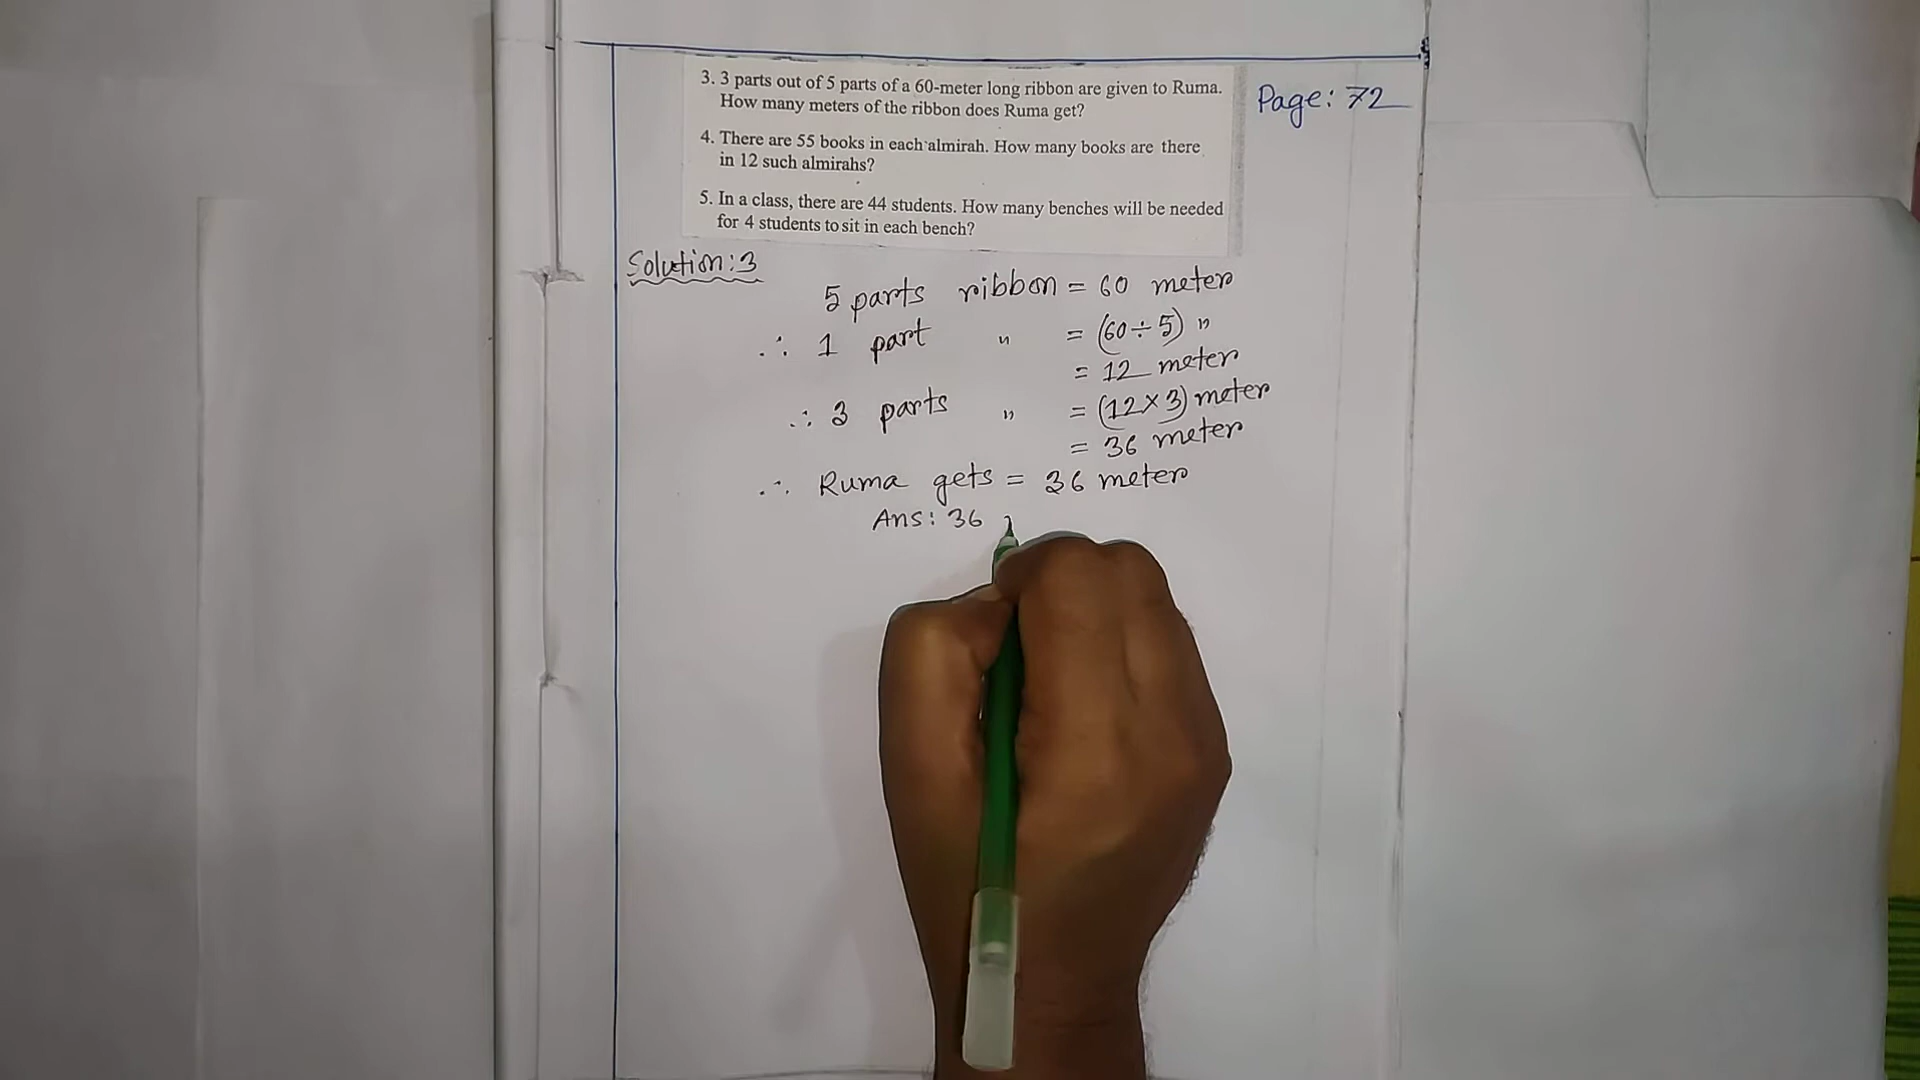 3. 3 parts out of 5 parts of a 60-meter long ribbon are given to Ruma.
How many meters of the ribbon does Ruma get?
Page: 72
4. There are 55 books in each almirah. How many books are there
in 12 such almirahs?
5. In a class, there are 44 students. How many benches will be needed
for 4 students to sit in each bench?
Solution: 3
5 parts ribbon = 60 meter
∴ 1 part " = (60÷5) "
= 12 meter
∴ 3 parts " = (12×3) meter
= 36 meter
∴ Ruma gets = 36 meter
Ans: 36